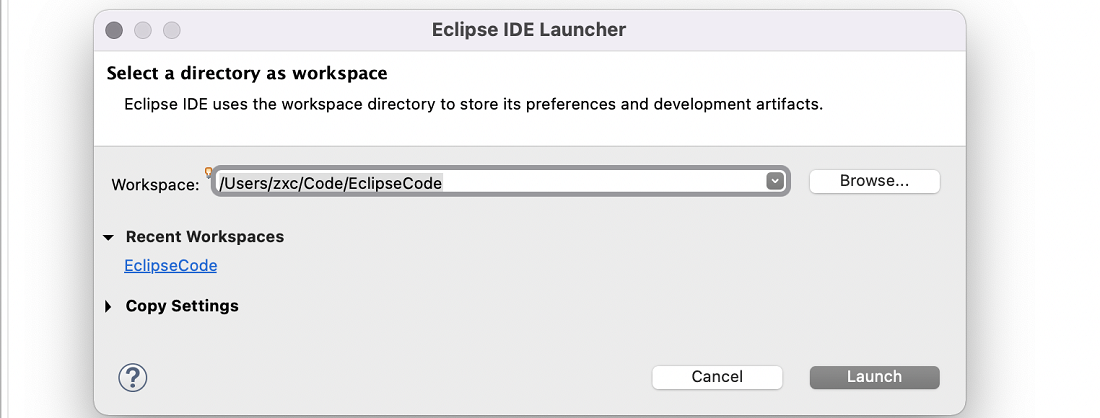 Eclipse IDE Launcher
Select a directory as workspace
Eclipse IDE uses the workspace directory to store its preferences and development artifacts.
Workspace: /Users/zxc/Code/EclipseCode Browse...
Recent Workspaces
EclipseCode
Copy Settings
? Cancel Launch